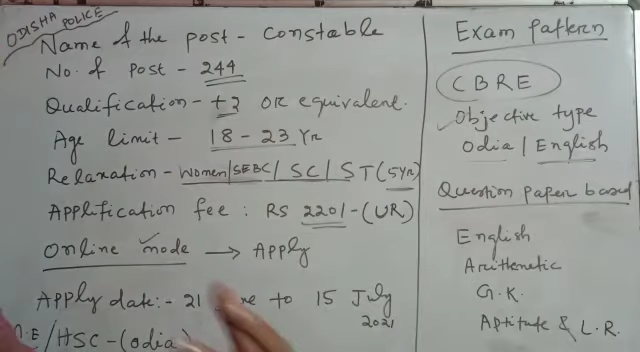 ODISHA POLICE
Name of the post - Constable
No. of Post - 244
Qualification - +2 OR equivalent.
Age limit - 18-23 Yr
Relaxation - Women/SEBC/SC/ST(5Yr)
Applification fee : Rs 220/-(UR)
Online mode → Apply
Apply date:- 21 to 15 July
2021
/HSC-(Odia)
Exam Pattern
CBRE
Objective type
Odia/English
Question paper based
English
Arithmetic
G.K.
Aptitute & L.R.